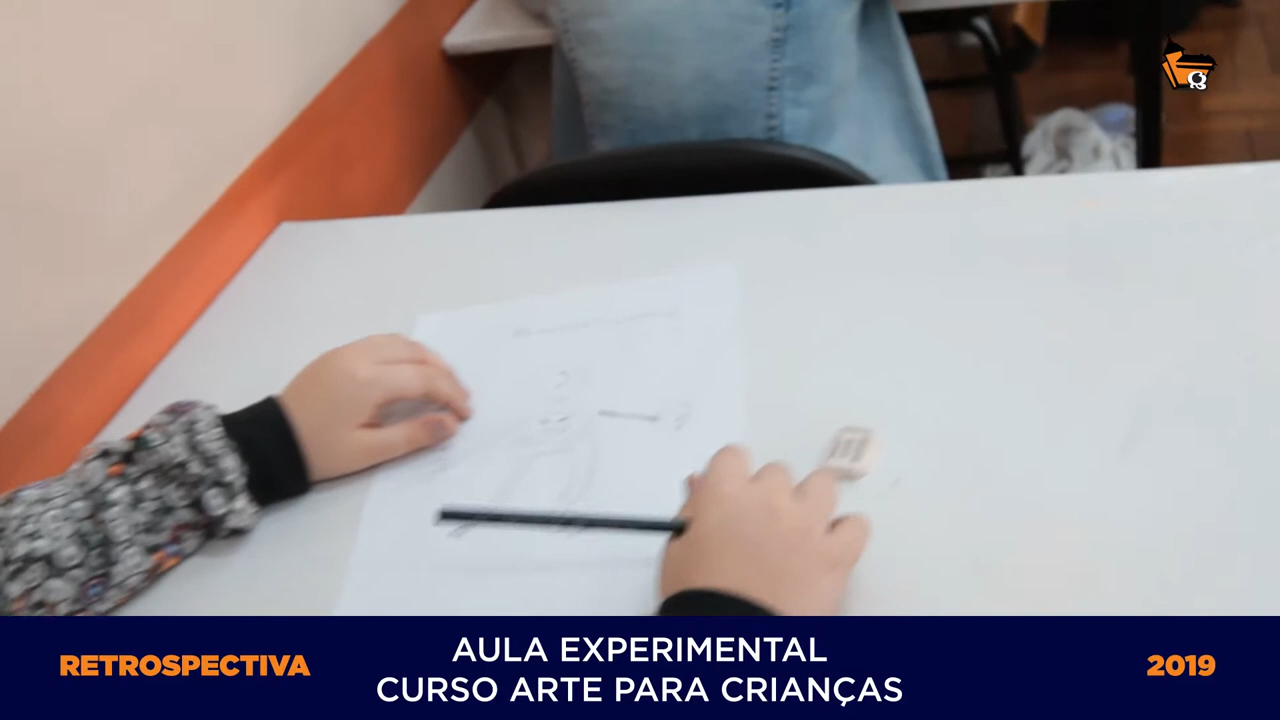 RETROSPECTIVA
AULA EXPERIMENTAL
CURSO ARTE PARA CRIANÇAS
2019